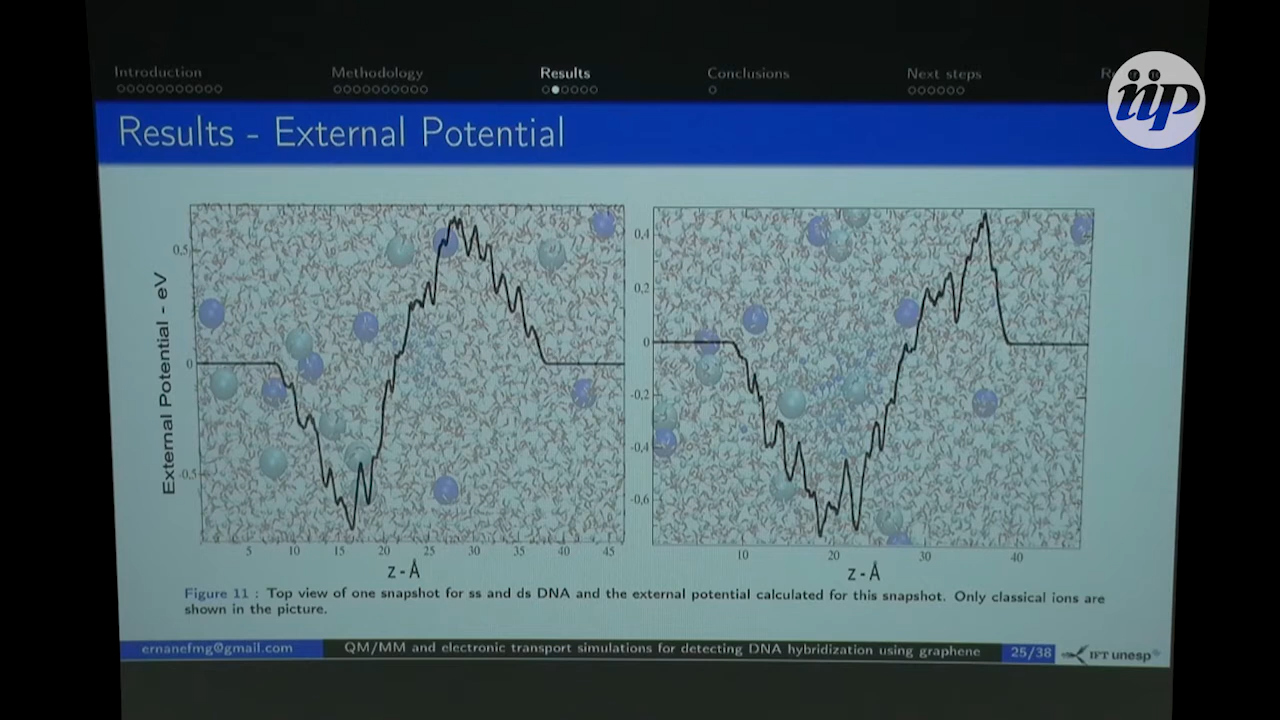 Introduction Methodology Results Conclusions Next steps
iip
Results - External Potential
External Potential - eV
0,5
0
-0,5
5 10 15 20 25 30 35 40 45
z - Å
0,4
0,2
0
-0,2
-0,4
-0,6
10 20 30 40
z - Å
Figure 11 : Top view of one snapshot for ss and ds DNA and the external potential calculated for this snapshot. Only classical ions are
shown in the picture.
ernanefmg@gmail.com QM/MM and electronic transport simulations for detecting DNA hybridization using graphene 25/38 IFT unesp